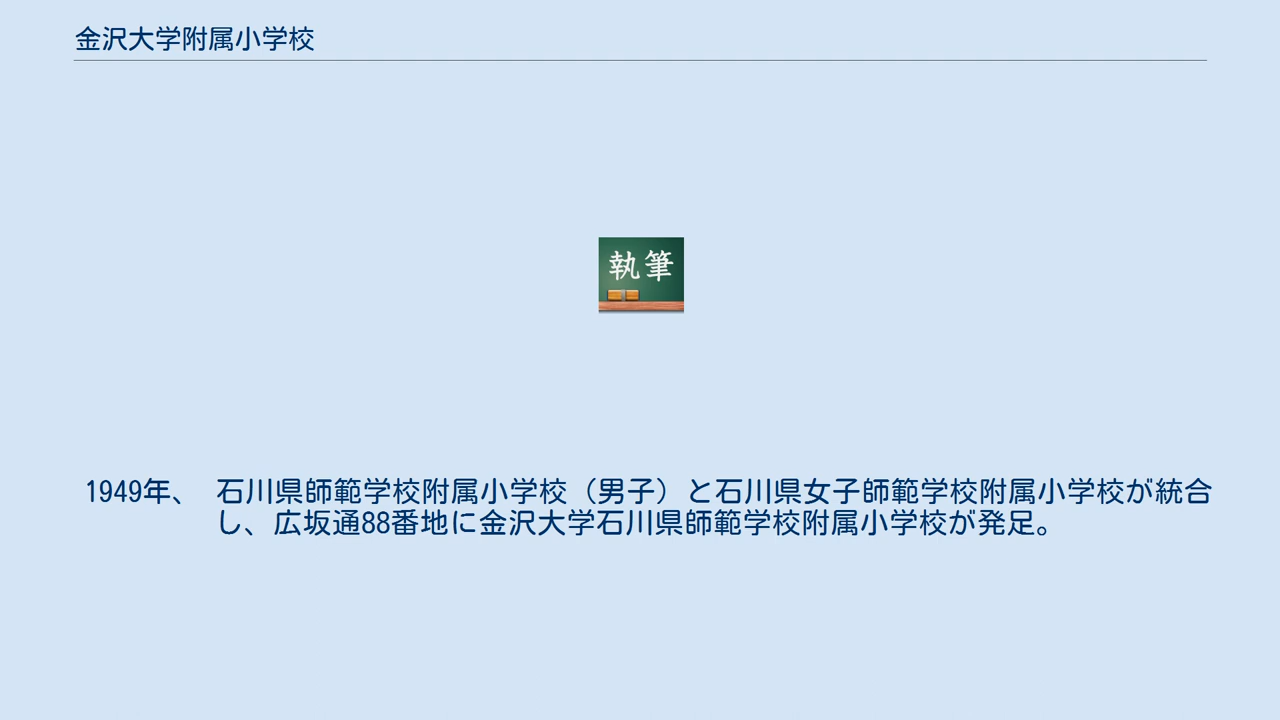 金沢大学附属小学校
執筆
1949年、 石川県師範学校附属小学校（男子）と石川県女子師範学校附属小学校が統合
し、広坂通88番地に金沢大学石川県師範学校附属小学校が発足。